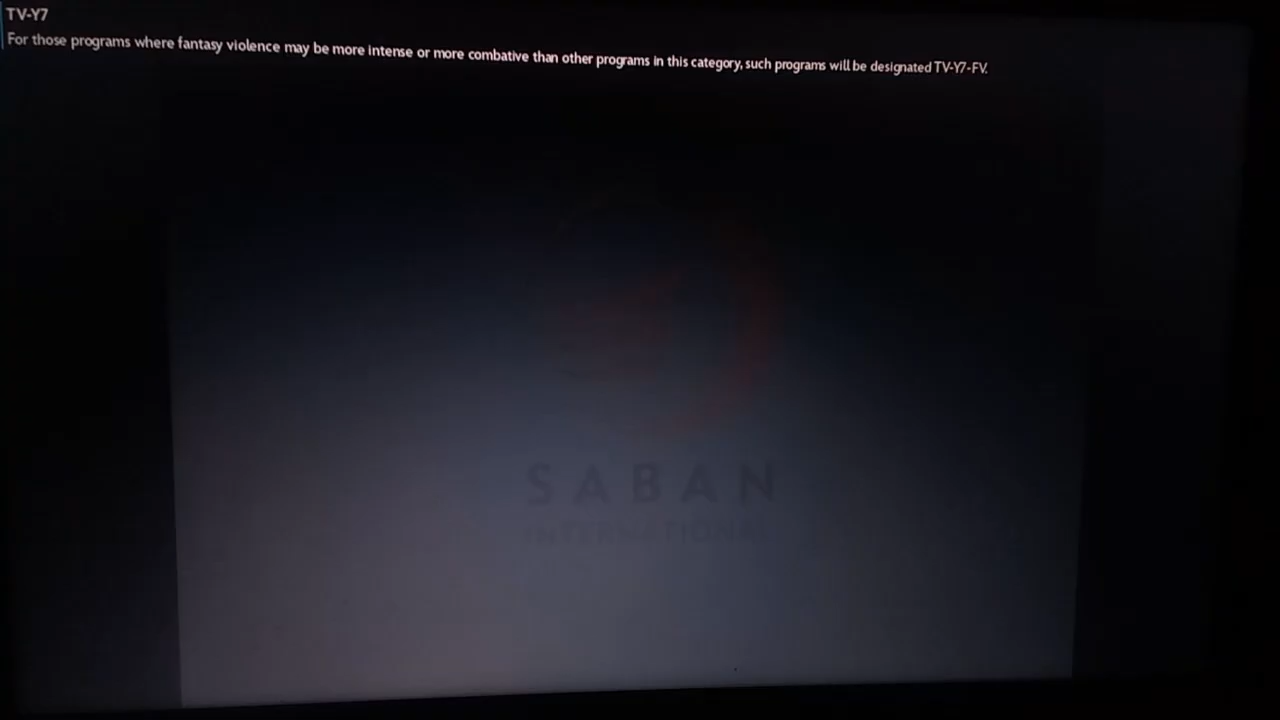 TV-Y7
For those programs where fantasy violence may be more intense or more combative than other programs in this category, such programs will be designated TV-Y7-FV.
SABAN
INTERNATIONAL